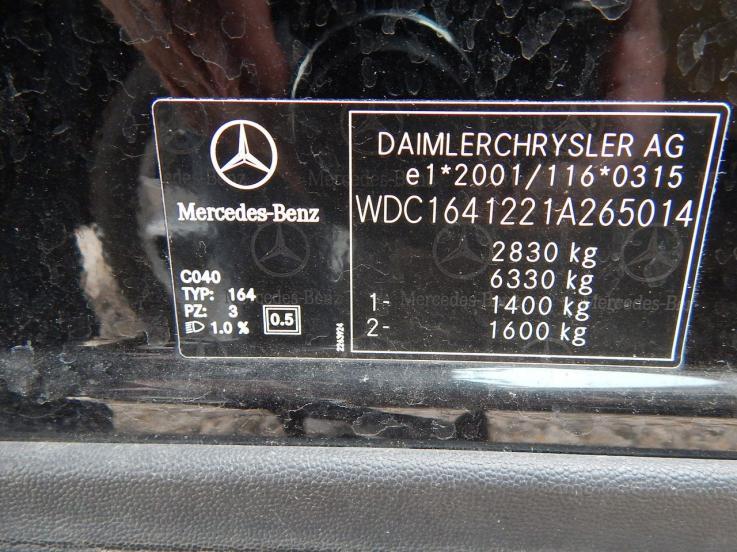 Mercedes-Benz
C040
TYP: 164
PZ: 3
1.0 %
0.5
2263924
DAIMLERCHRYSLER AG
e1*2001/116*0315
WDC1641221A265014
2830 kg
6330 kg
1- 1400 kg
2- 1600 kg